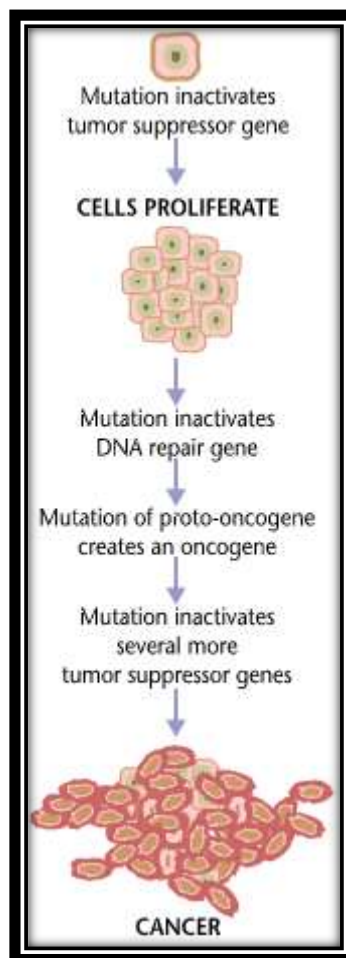 Mutation inactivates
tumor suppressor gene
CELLS PROLIFERATE
Mutation inactivates
DNA repair gene
Mutation of proto-oncogene
creates an oncogene
Mutation inactivates
several more
tumor suppressor genes
CANCER